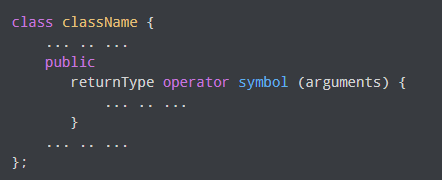 class className {
    ... .. ...
    public
       returnType operator symbol (arguments) {
           ... .. ...
       }
    ... .. ...
};